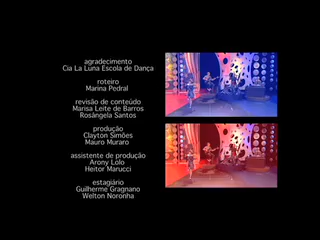 agradecimento
Cia La Luna Escola de Dança
roteiro
Marina Pedral
revisão de conteúdo
Marisa Leite de Barros
Rosângela Santos
produção
Clayton Simões
Mauro Muraro
assistente de produção
Arony Lolo
Heitor Marucci
estagiário
Guilherme Gragnano
Welton Noronha